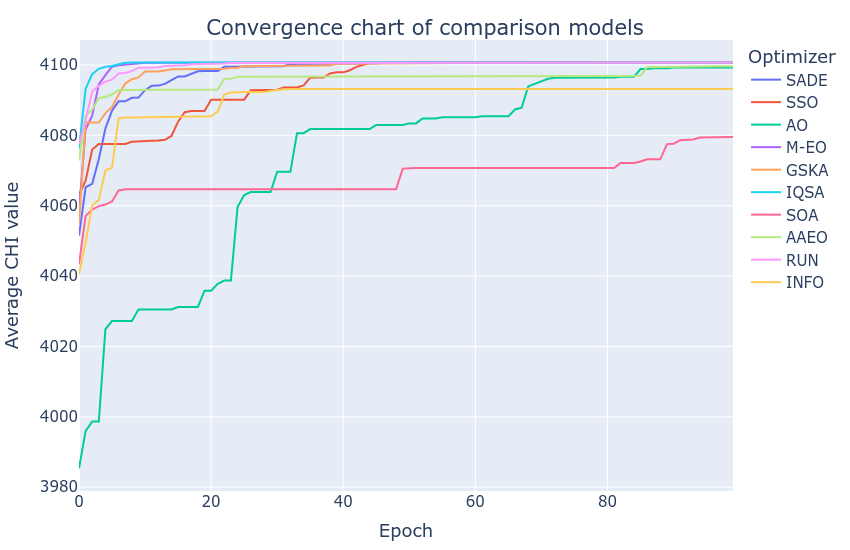 Convergence chart of comparison models
Average CHI value
4100
4080
4060
4040
4020
4000
3980
0 20 40 60 80
Epoch
Optimizer
SADE
SSO
AO
M-EO
GSKA
IQSA
SOA
AAEO
RUN
INFO